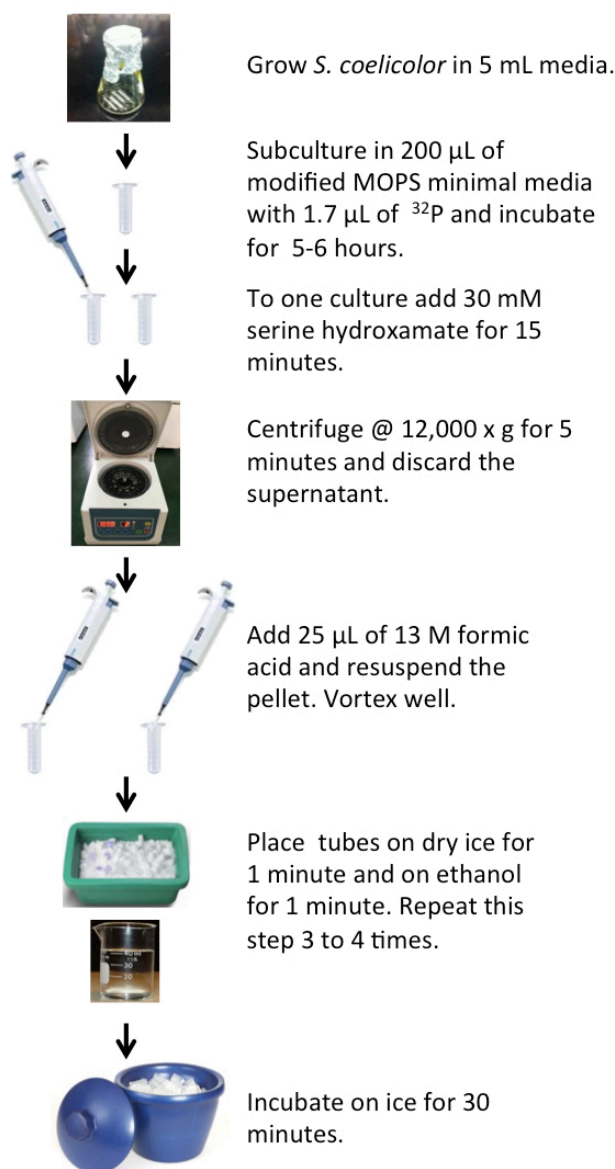 Grow S. coelicolor in 5 mL media.
Subculture in 200 µL of
modified MOPS minimal media
with 1.7 µL of ³²P and incubate
for 5-6 hours.
To one culture add 30 mM
serine hydroxamate for 15
minutes.
Centrifuge @ 12,000 x g for 5
minutes and discard the
supernatant.
Add 25 µL of 13 M formic
acid and resuspend the
pellet. Vortex well.
Place tubes on dry ice for
1 minute and on ethanol
for 1 minute. Repeat this
step 3 to 4 times.
30
20
Incubate on ice for 30
minutes.